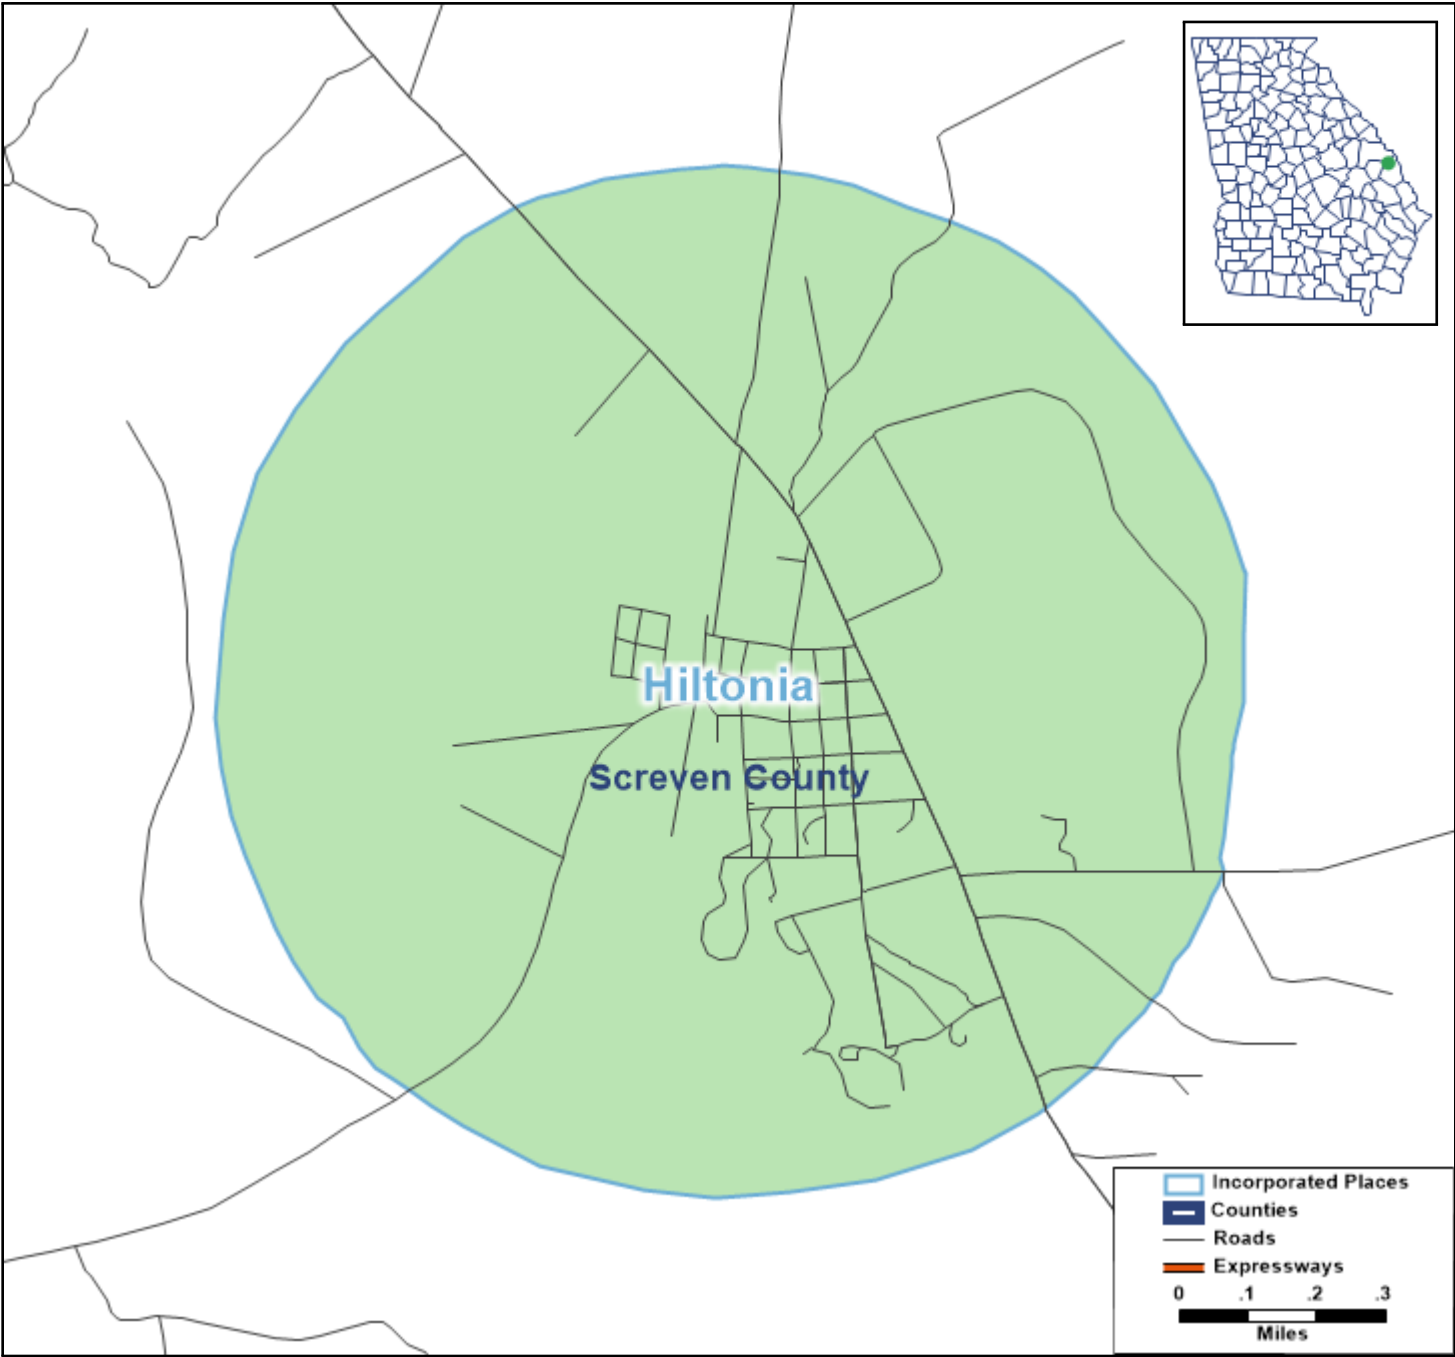 Hiltonia
Screven County
Incorporated Places
Counties
Roads
Expressways
0 .1 .2 .3
Miles